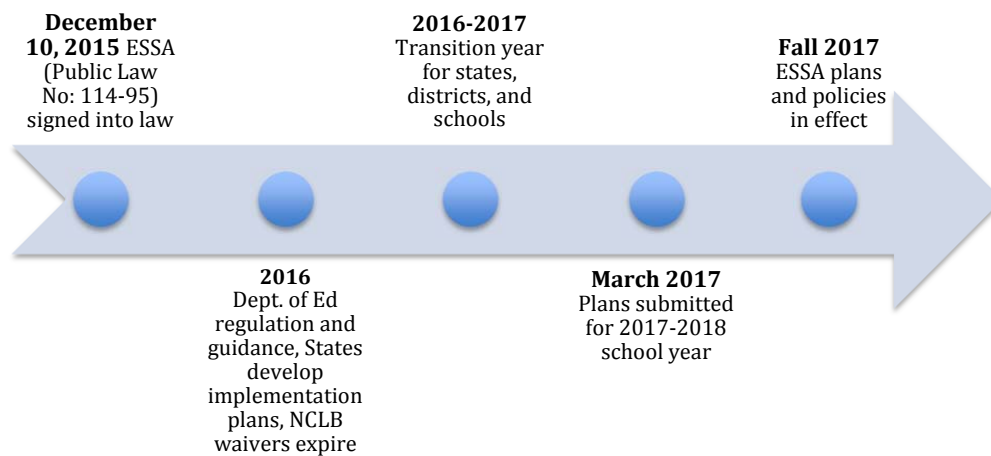 December
10, 2015 ESSA
(Public Law
No: 114-95)
signed into law
2016
Dept. of Ed
regulation and
guidance, States
develop
implementation
plans, NCLB
waivers expire
2016-2017
Transition year
for states,
districts, and
schools
March 2017
Plans submitted
for 2017-2018
school year
Fall 2017
ESSA plans
and policies
in effect